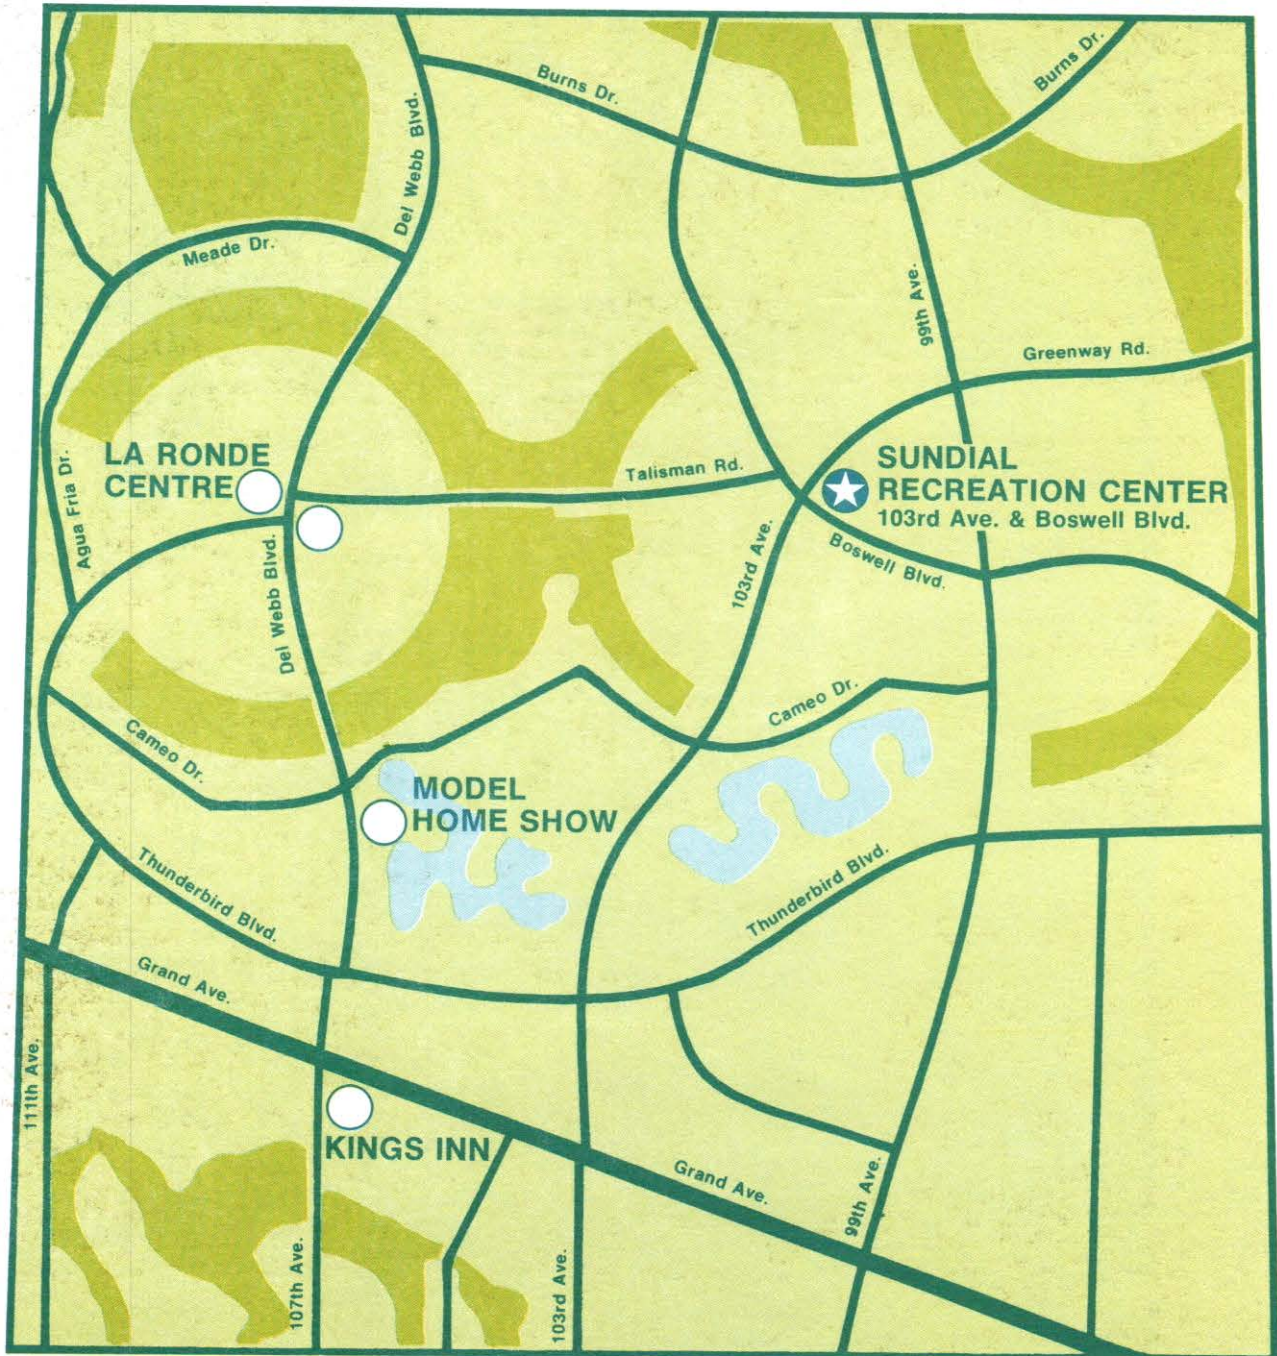 Burns Dr.
Burns Dr.
Del Webb Blvd.
Meade Dr.
99th Ave.
Greenway Rd.
LA RONDE
CENTRE
Agua Fria Dr.
Talisman Rd.
SUNDIAL
RECREATION CENTER
103rd Ave. & Boswell Blvd.
Del Webb Blvd.
103rd Ave.
Boswell Blvd.
Cameo Dr.
Cameo Dr.
MODEL
HOME SHOW
Thunderbird Blvd.
Thunderbird Blvd.
Grand Ave.
111th Ave.
KINGS INN
Grand Ave.
99th Ave.
107th Ave.
103rd Ave.